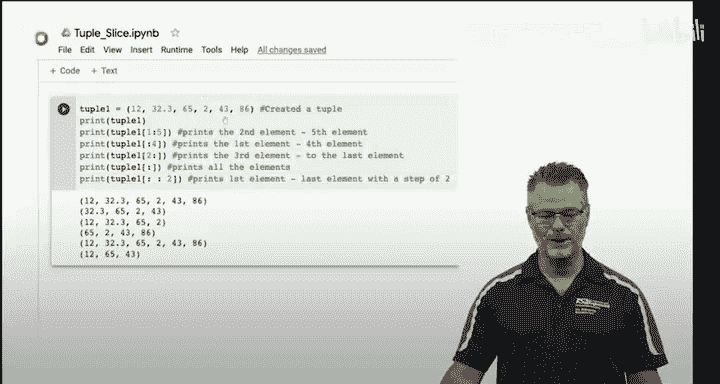 Tuple_Slice.ipynb
File Edit View Insert Runtime Tools Help All changes saved
+ Code + Text
tuple1 = (12, 32.3, 65, 2, 43, 86) #Created a tuple
print(tuple1)
print(tuple1[1:5]) #prints the 2nd element - 5th element
print(tuple1[:4]) #prints the 1st element - 4th element
print(tuple1[2:]) #prints the 3rd element - to the last element
print(tuple1[:]) #prints all the elements
print(tuple1[: : 2]) #prints 1st element - last element with a step of 2
(12, 32.3, 65, 2, 43, 86)
(32.3, 65, 2, 43)
(12, 32.3, 65, 2)
(65, 2, 43, 86)
(12, 32.3, 65, 2, 43, 86)
(12, 65, 43)